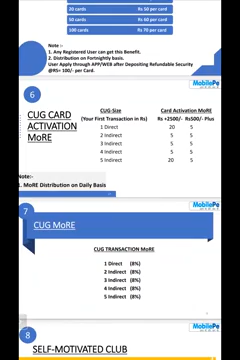 20 cards Rs 50 per card
50 cards Rs 60 per card
100 cards Rs 70 per card
Note :-
1. Any Registered User can get this Benefit.
2. Distribution on Fortnightly basis.
User Apply through APP/WEB after Depositing Refundable Security
@RS= 100/- per Card.
MobilePe
6
CUG CARD
ACTIVATION
MoRE
CUG-Size Card Activation MoRE
(Your First Transaction in Rs) Rs +2500/- Rs500/- Plus
1 Direct 20 5
2 Indirect 5 5
3 Indirect 5 5
4 Indirect 5 5
5 Indirect 20 5
Note:-
1. MoRE Distribution on Daily Basis
7
MobilePe
CUG MoRE
CUG TRANSACTION MoRE
1 Direct (8%)
2 Indirect (8%)
3 Indirect (8%)
4 Indirect (8%)
5 Indirect (8%)
8
MobilePe
SELF-MOTIVATED CLUB